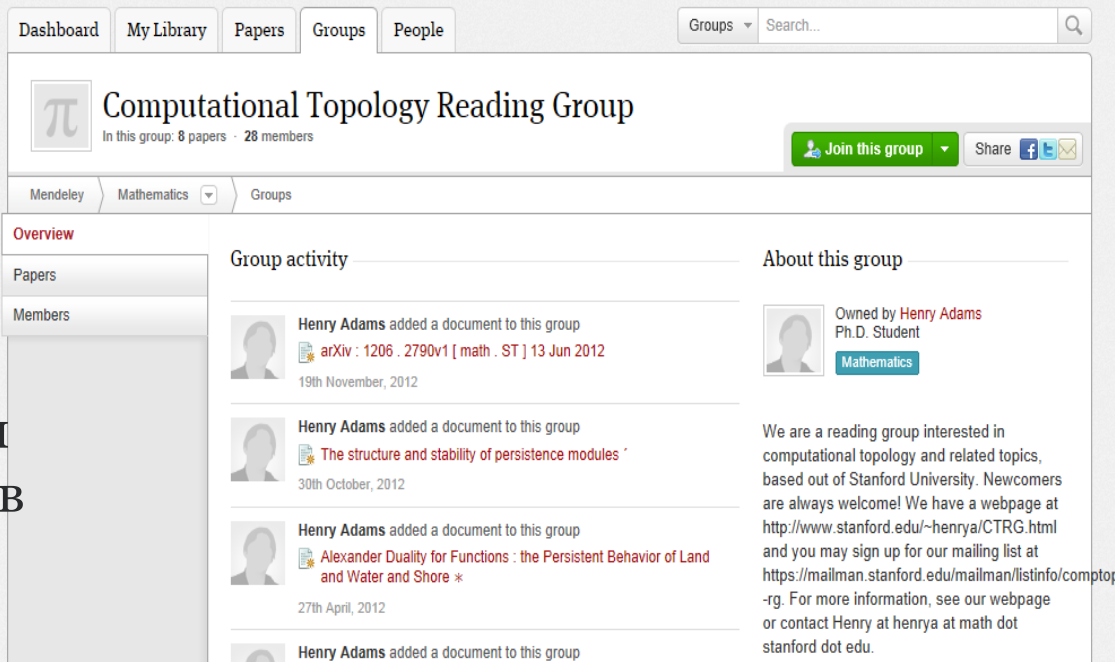 Dashboard
My Library
Papers
Groups
People
Groups
Search...
π
Computational Topology Reading Group
In this group: 8 papers · 28 members
Join this group
Share
Mendeley
Mathematics
Groups
Overview
Papers
Members
Group activity
Henry Adams added a document to this group
arXiv : 1206 . 2790v1 [ math . ST ] 13 Jun 2012
19th November, 2012
Henry Adams added a document to this group
The structure and stability of persistence modules ´
30th October, 2012
Henry Adams added a document to this group
Alexander Duality for Functions : the Persistent Behavior of Land
and Water and Shore ∗
27th April, 2012
Henry Adams added a document to this group
About this group
Owned by Henry Adams
Ph.D. Student
Mathematics
We are a reading group interested in
computational topology and related topics,
based out of Stanford University. Newcomers
are always welcome! We have a webpage at
http://www.stanford.edu/~henrya/CTRG.html
and you may sign up for our mailing list at
https://mailman.stanford.edu/mailman/listinfo/comptop
-rg. For more information, see our webpage
or contact Henry at henrya at math dot
stanford dot edu.